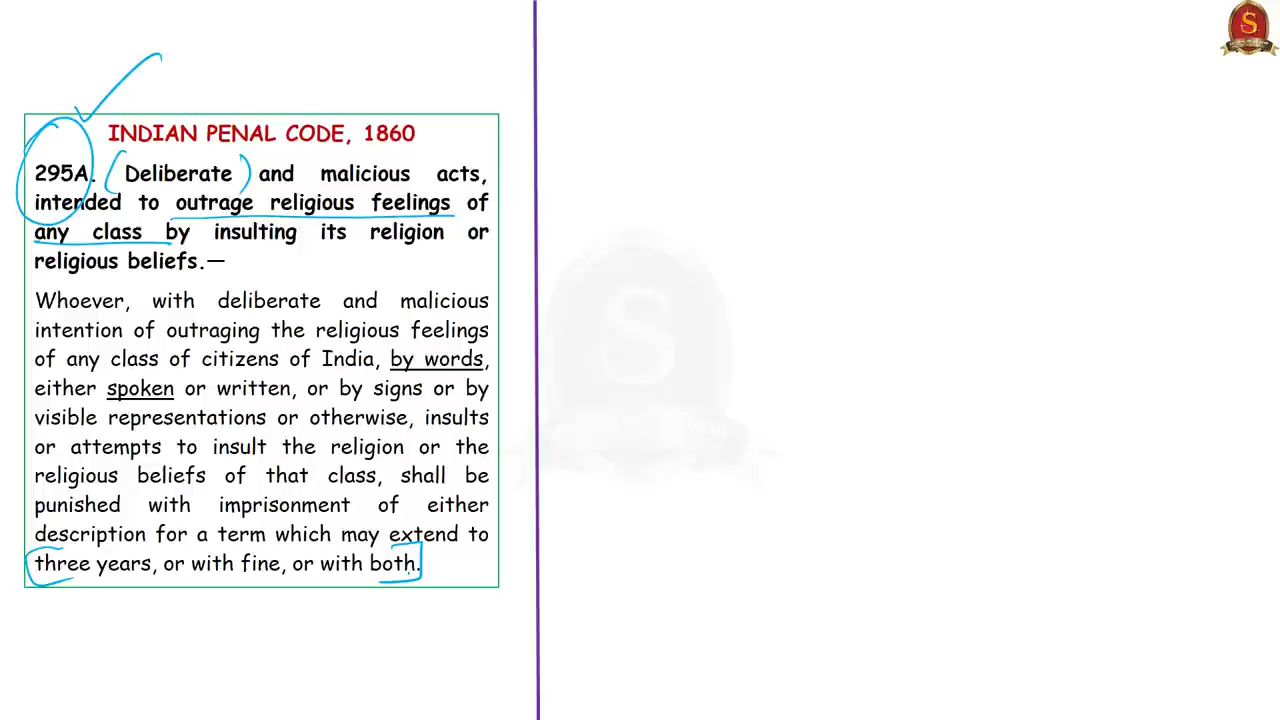 INDIAN PENAL CODE, 1860
295A. Deliberate and malicious acts,
intended to outrage religious feelings of
any class by insulting its religion or
religious beliefs.—
Whoever, with deliberate and malicious
intention of outraging the religious feelings
of any class of citizens of India, by words,
either spoken or written, or by signs or by
visible representations or otherwise, insults
or attempts to insult the religion or the
religious beliefs of that class, shall be
punished with imprisonment of either
description for a term which may extend to
three years, or with fine, or with both.
S
S